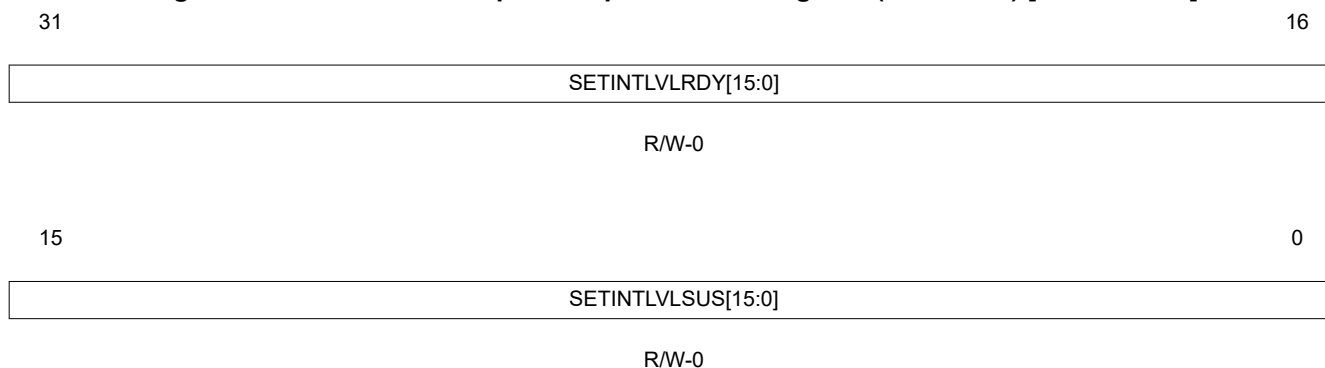 31 16
SETINTLVLRDY[15:0]
R/W-0
15 0
SETINTLVLSUS[15:0]
R/W-0